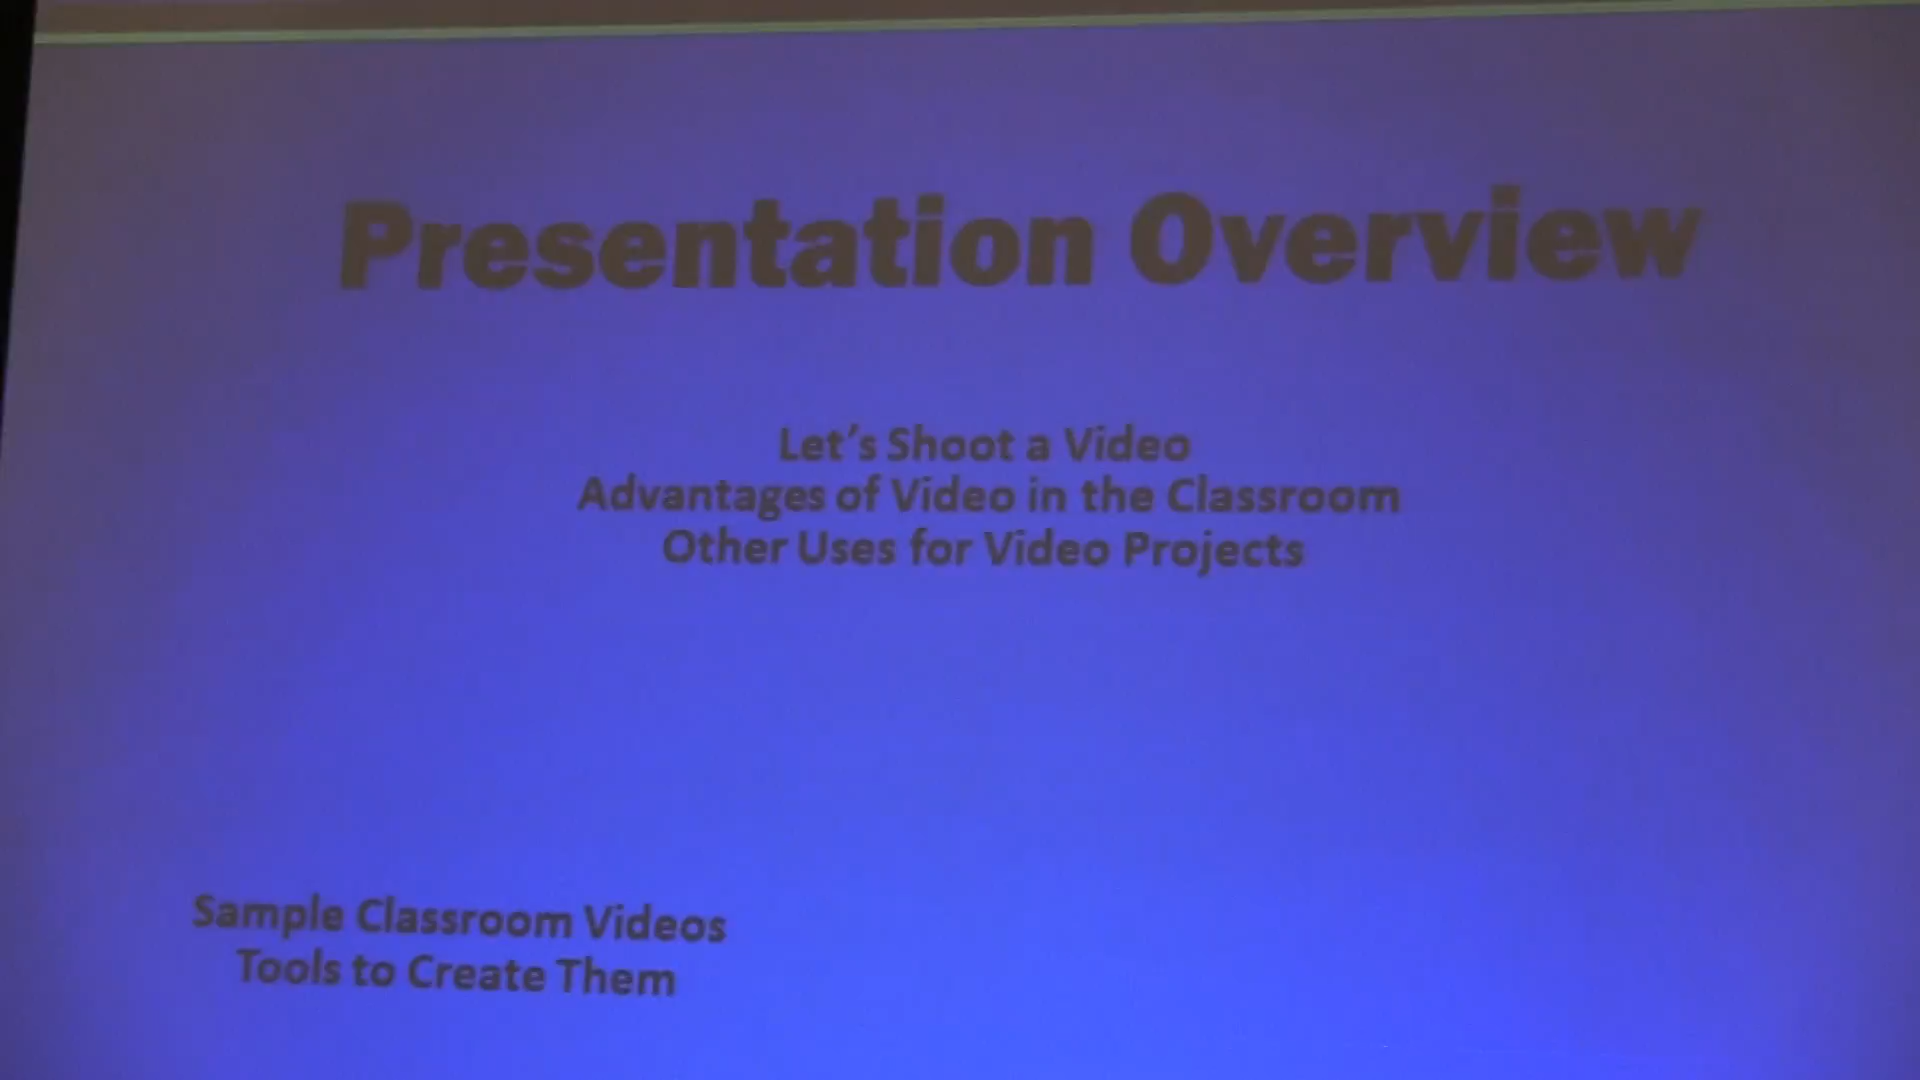 Presentation Overview
Let's Shoot a Video
Advantages of Video in the Classroom
Other Uses for Video Projects
Sample Classroom Videos
Tools to Create Them